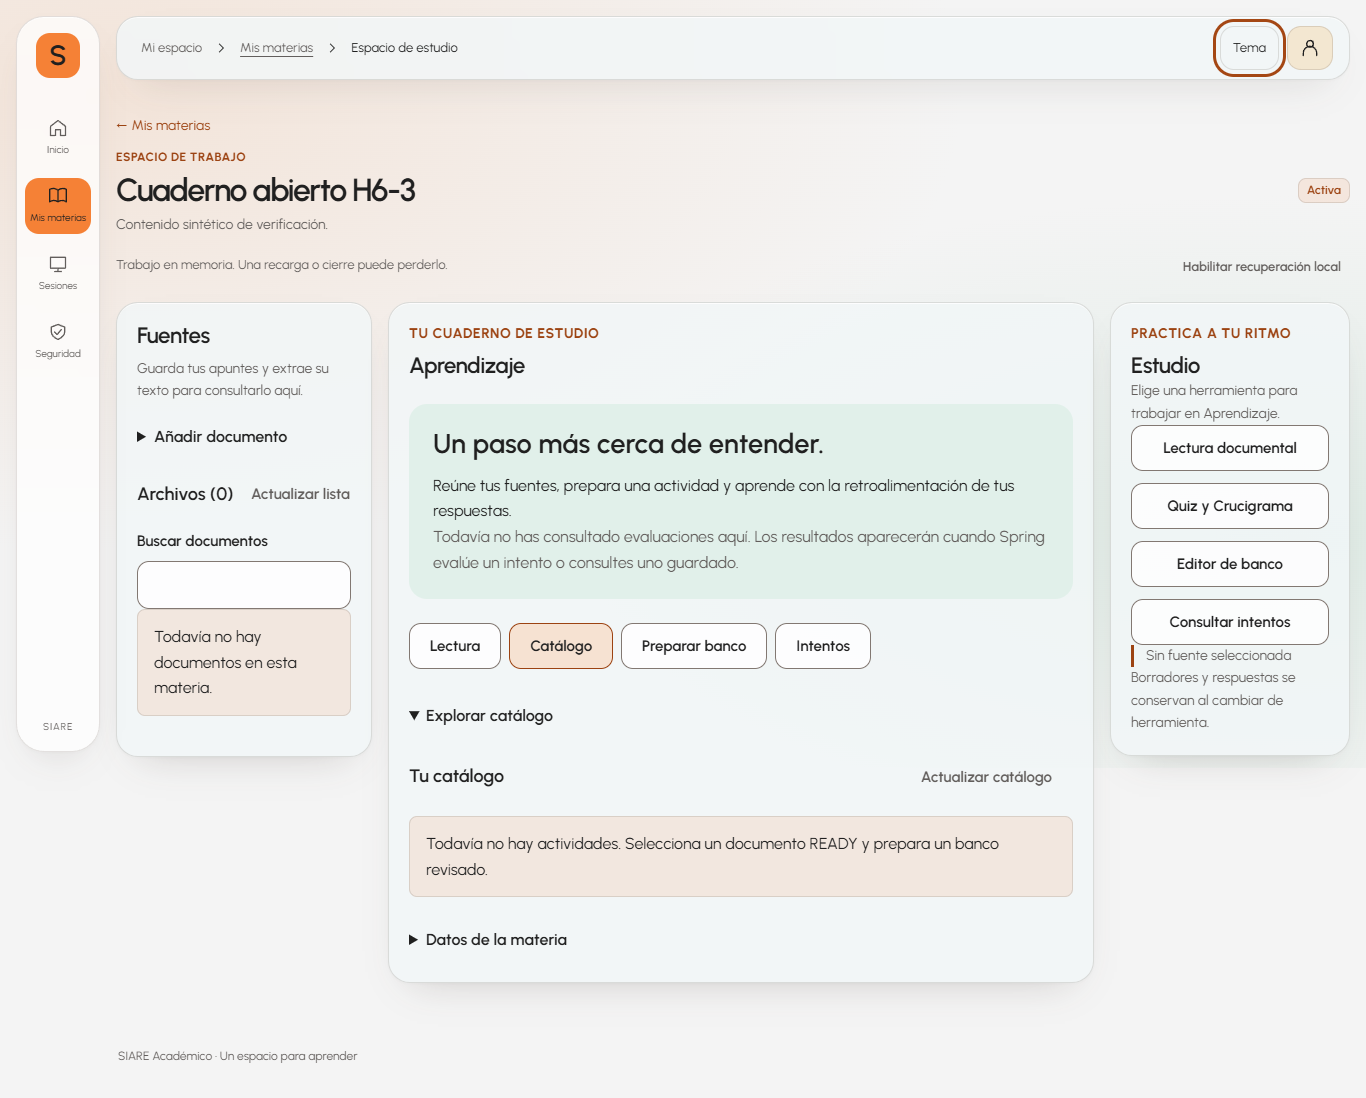 S
Inicio
Mis materias
Sesiones
Seguridad
SIARE
Mi espacio > Mis materias > Espacio de estudio
Tema
← Mis materias
ESPACIO DE TRABAJO
Cuaderno abierto H6-3
Activa
Contenido sintético de verificación.
Trabajo en memoria. Una recarga o cierre puede perderlo.
Habilitar recuperación local
Fuentes
Guarda tus apuntes y extrae su
texto para consultarlo aquí.
Añadir documento
Archivos (0)
Actualizar lista
Buscar documentos
Todavía no hay
documentos en esta
materia.
TU CUADERNO DE ESTUDIO
Aprendizaje
Un paso más cerca de entender.
Reúne tus fuentes, prepara una actividad y aprende con la retroalimentación de tus
respuestas.
Todavía no has consultado evaluaciones aquí. Los resultados aparecerán cuando Spring
evalúe un intento o consultes uno guardado.
Lectura
Catálogo
Preparar banco
Intentos
Explorar catálogo
Tu catálogo
Actualizar catálogo
Todavía no hay actividades. Selecciona un documento READY y prepara un banco
revisado.
Datos de la materia
PRACTICA A TU RITMO
Estudio
Elige una herramienta para
trabajar en Aprendizaje.
Lectura documental
Quiz y Crucigrama
Editor de banco
Consultar intentos
Sin fuente seleccionada
Borradores y respuestas se
conservan al cambiar de
herramienta.
SIARE Académico · Un espacio para aprender